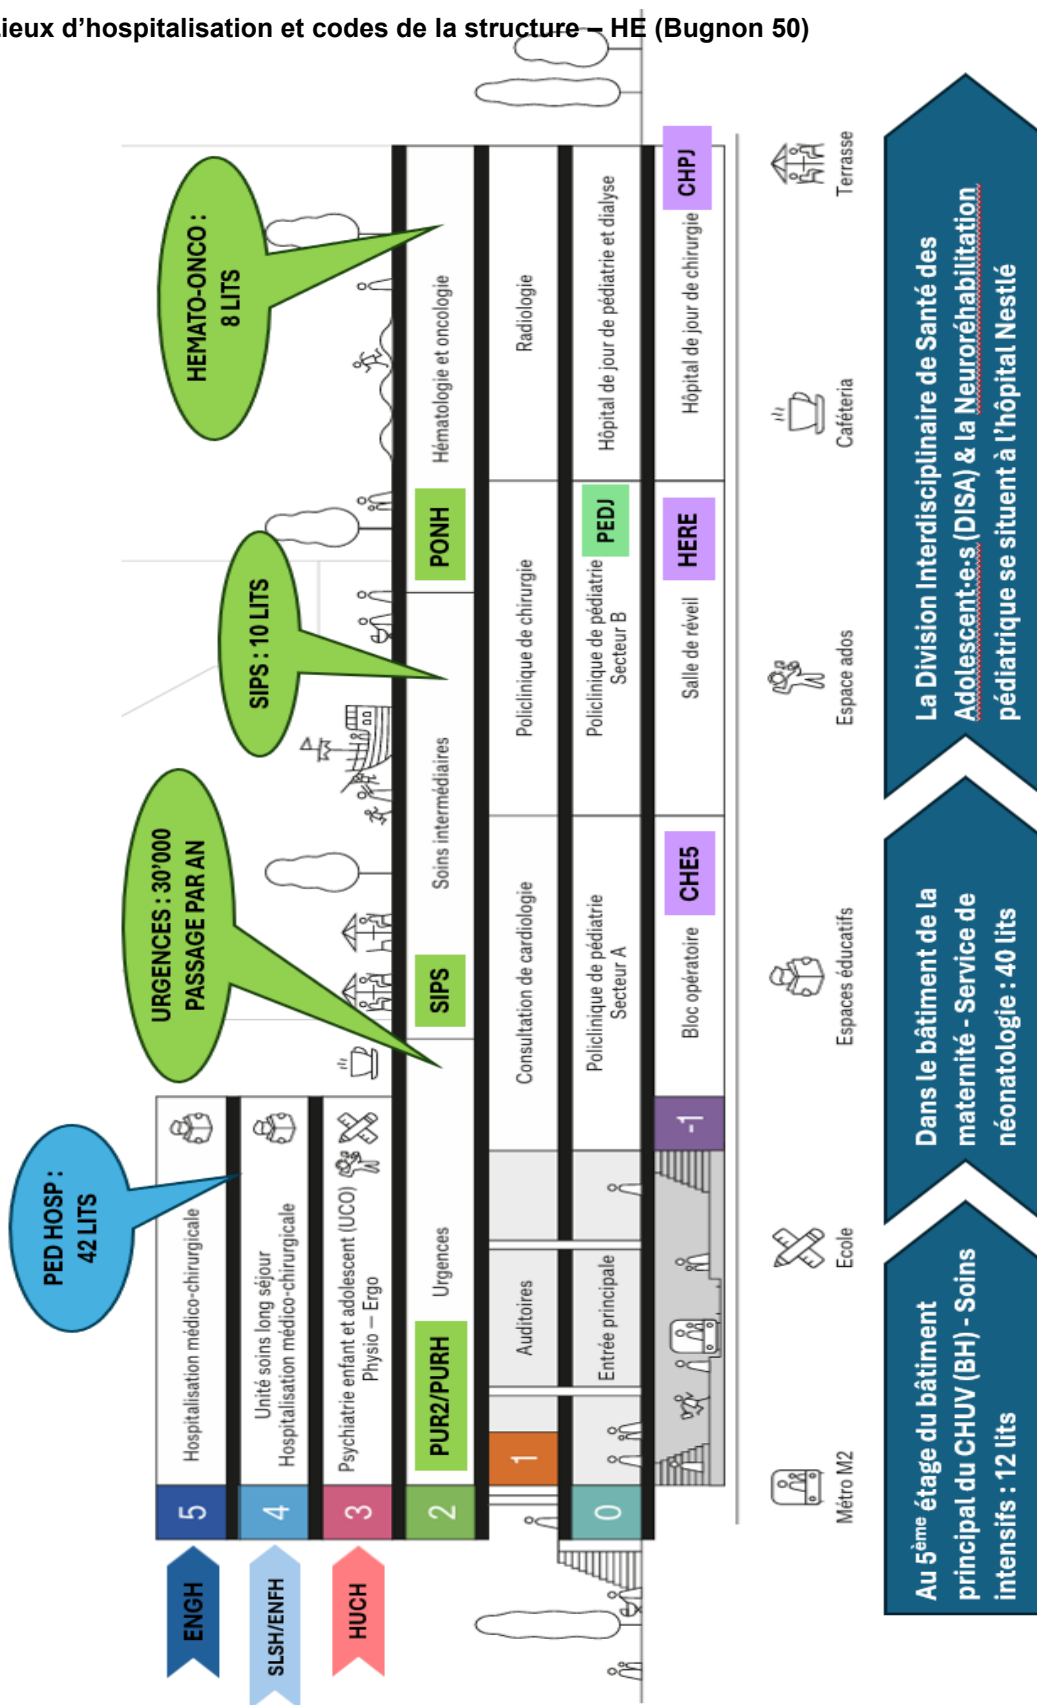 Lieux d’hospitalisation et codes de la structure – HE (Bugnon 50)
PED HOSP :
42 LITS
URGENCES : 30’000
PASSAGE PAR AN
SIPS : 10 LITS
HEMATO-ONCO :
8 LITS
ENGH
5
Hospitalisation médico-chirurgicale
SLSH/ENFH
4
Unité soins long séjour
Hospitalisation médico-chirurgicale
HUCH
3
Psychiatrie enfant et adolescent (UCO)
Physio – Ergo
2
PUR2/PURH
Urgences
SIPS
Soins intermédiaires
PONH
Hématologie et oncologie
1
Auditoires
Consultation de cardiologie
Policlinique de chirurgie
Radiologie
0
Entrée principale
Policlinique de pédiatrie
Secteur A
Policlinique de pédiatrie
Secteur B
PEDJ
Hôpital de jour de pédiatrie et dialyse
-1
Bloc opératoire
CHE5
Salle de réveil
HERE
Hôpital de jour de chirurgie
CHPJ
Métro M2
Ecole
Espaces éducatifs
Espace ados
Caféteria
Terrasse
Au 5ème étage du bâtiment
principal du CHUV (BH) - Soins
intensifs : 12 lits
Dans le bâtiment de la
maternité - Service de
néonatologie : 40 lits
La Division Interdisciplinaire de Santé des
Adolescent·e·s (DISA) & la Neuroréhabilitation
pédiatrique se situent à l’hôpital Nestlé